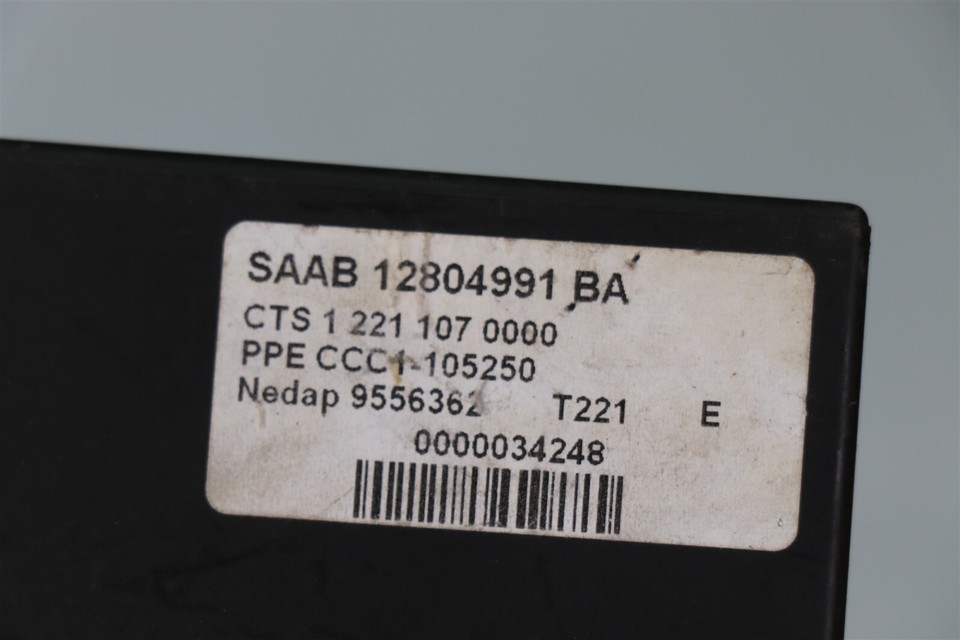 SAAB 12804991 BA
CTS 1 221 107 0000
PPE CCC1-105250
Nedap 9556362 T221 E
0000034248